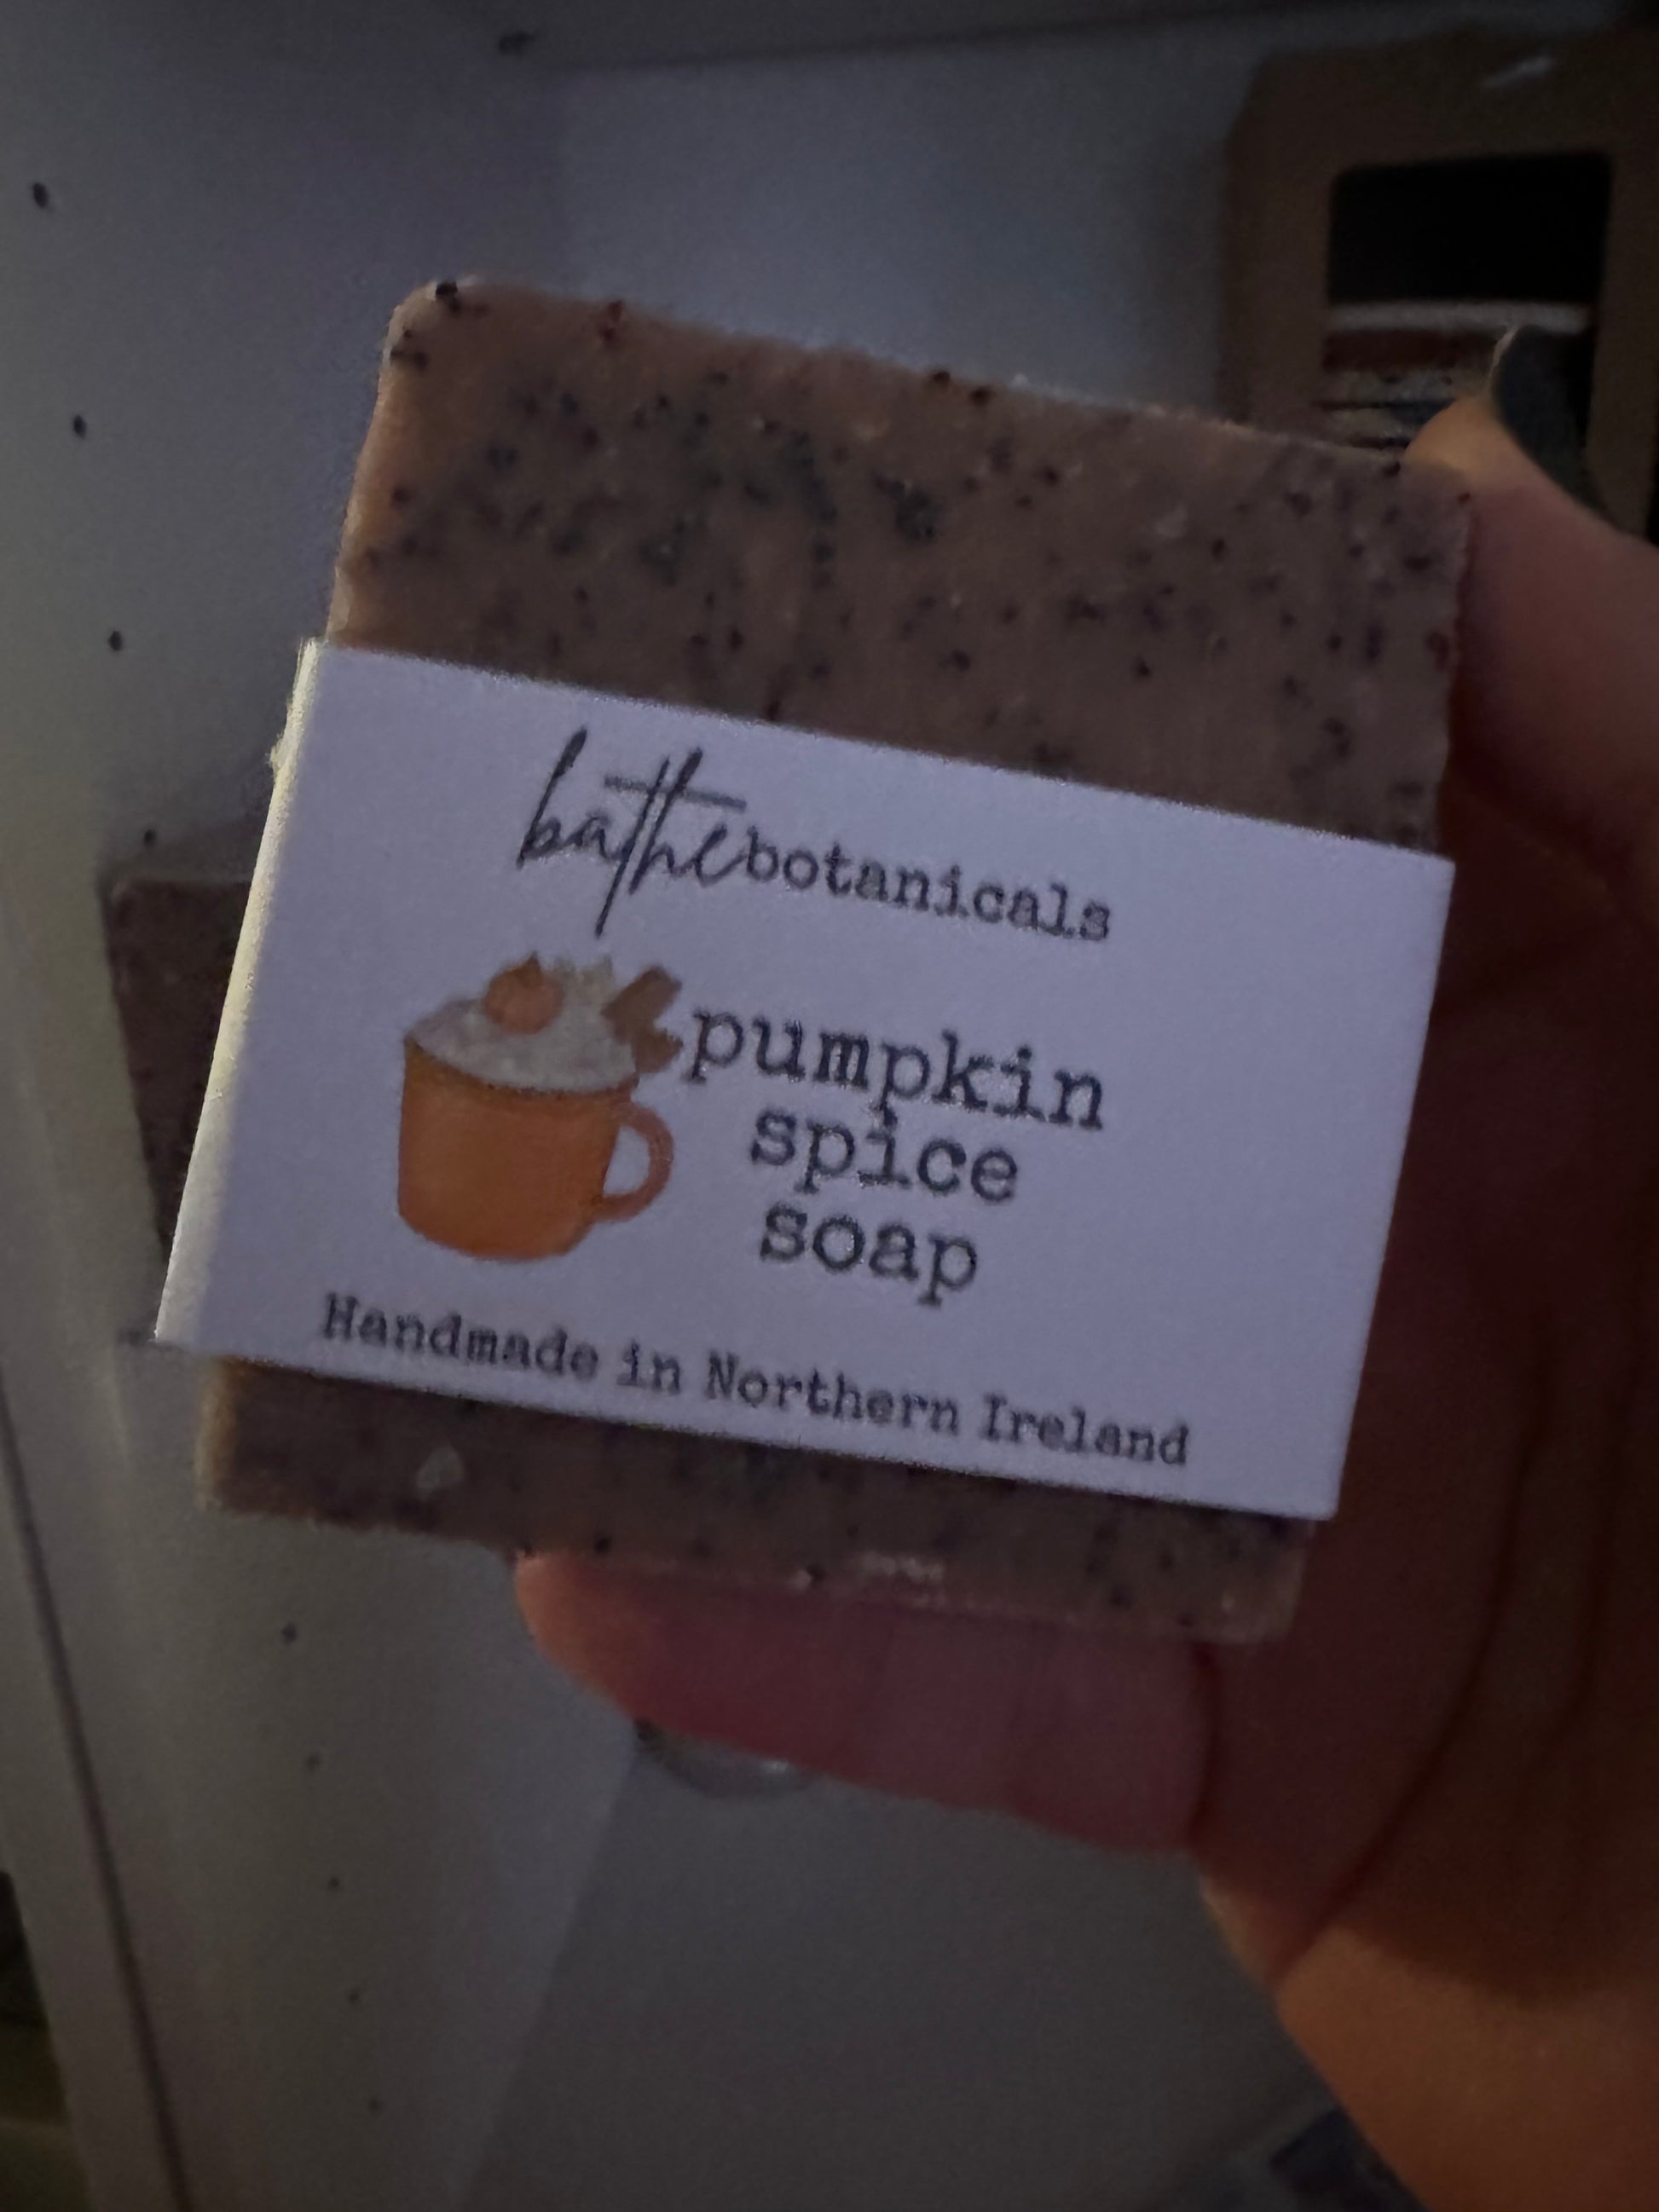 bathe botanicals
pumpkin
spice
soap
Handmade in Northern Ireland